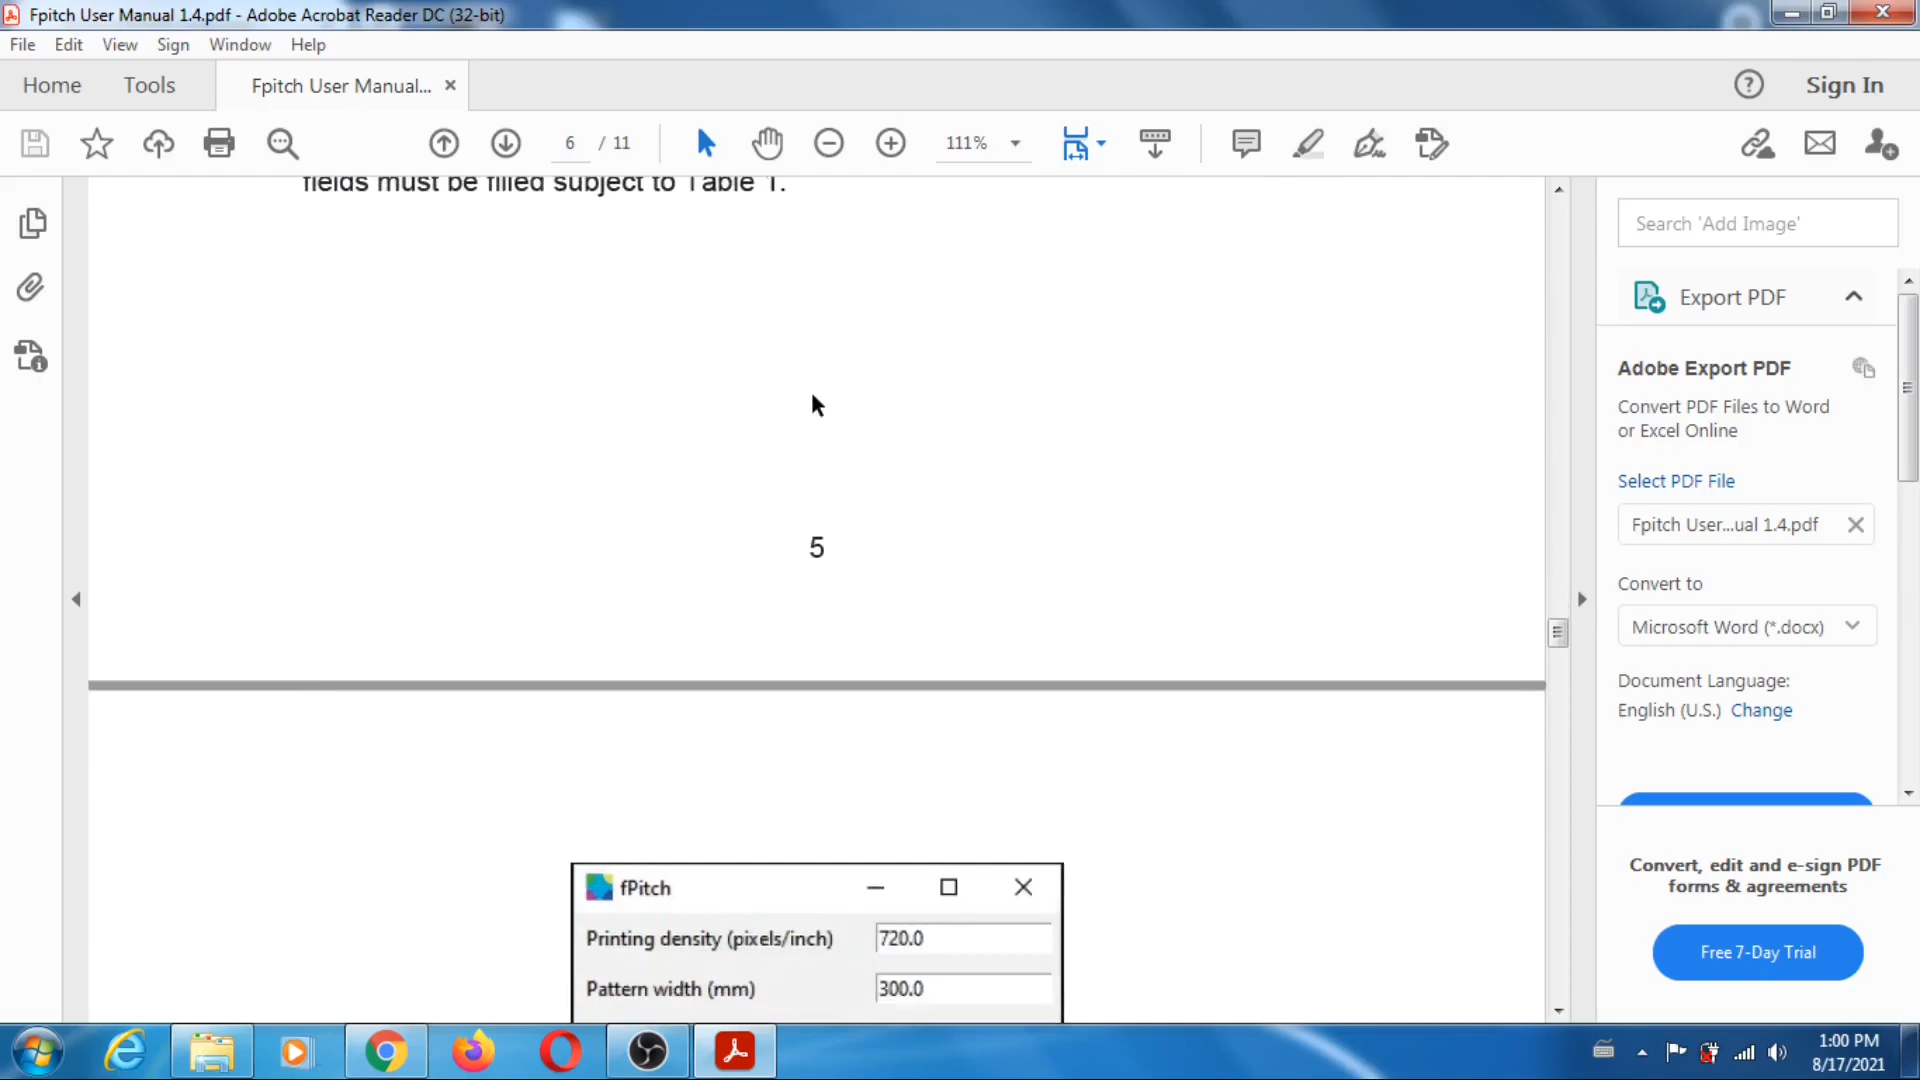 Fpitch User Manual 1.4.pdf - Adobe Acrobat Reader DC (32-bit)
File Edit View Sign Window Help
Home Tools Fpitch User Manual... × Sign In
6 / 11 111%
fields must be filled subject to Table 1.
5
fPitch
Printing density (pixels/inch) 720.0
Pattern width (mm) 300.0
Search 'Add Image'
Export PDF
Adobe Export PDF
Convert PDF Files to Word
or Excel Online
Select PDF File
Fpitch User...ual 1.4.pdf
Convert to
Microsoft Word (*.docx)
Document Language:
English (U.S.) Change
Convert, edit and e-sign PDF
forms & agreements
Free 7-Day Trial
1:00 PM
8/17/2021